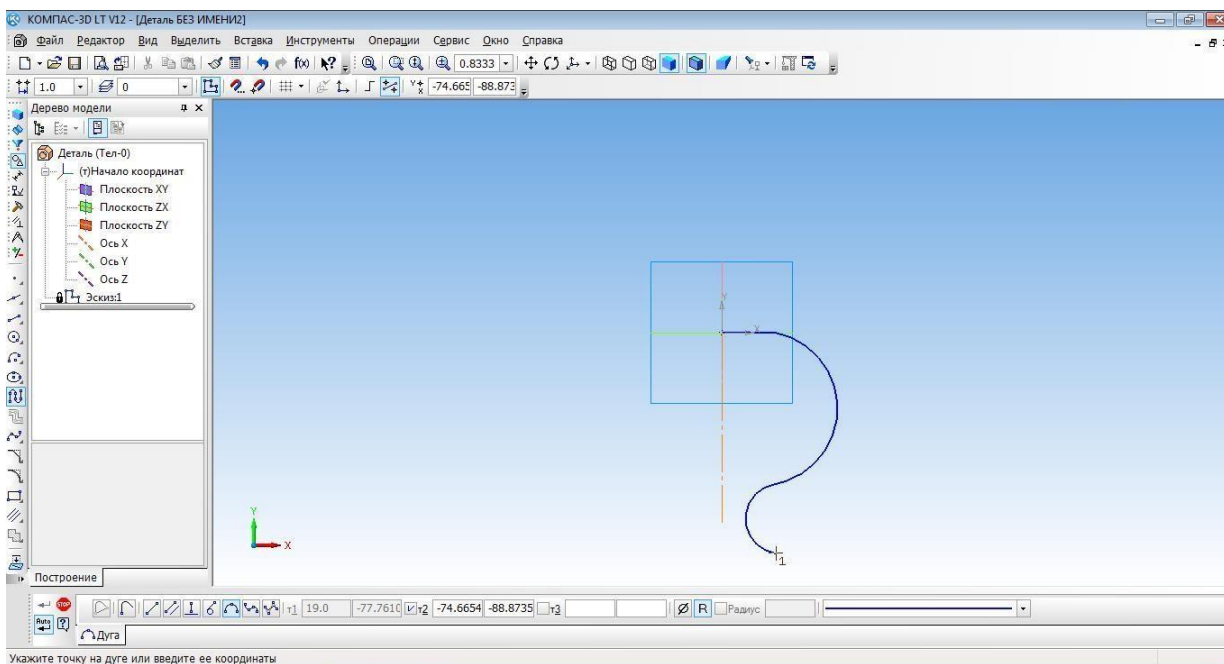 КОМПАС-3D LT V12 - [Деталь БЕЗ ИМЕНИ2]
Файл Редактор Вид Выделить Вставка Инструменты Операции Сервис Окно Справка
f(x) 0.8333
1.0 0 -74.665 -88.873
Дерево модели
Деталь (Тел-0)
(т)Начало координат
Плоскость XY
Плоскость ZX
Плоскость ZY
Ось X
Ось Y
Ось Z
Эскиз:1
Y
X
1
Y
X
Построение
STOP
т1 19.0 -77.7610 т2 -74.6654 -88.8735 т3 R Радиус
Auto ?
Дуга
Укажите точку на дуге или введите ее координаты